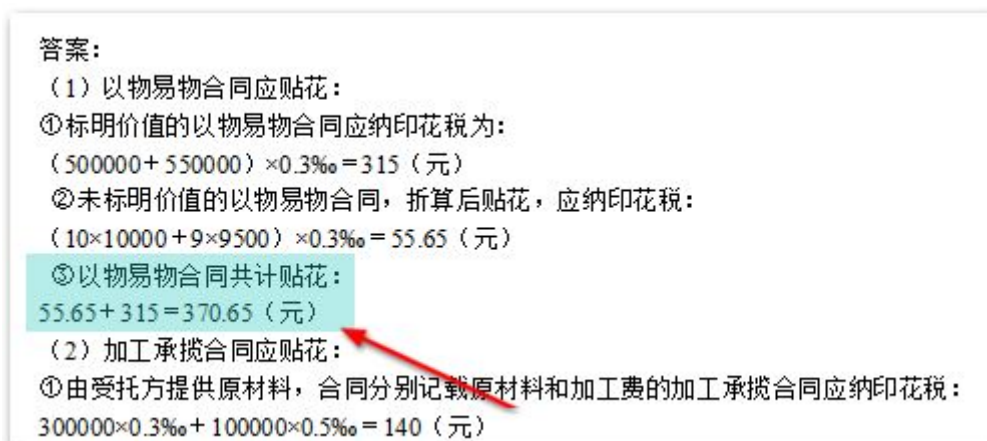 答案：
（1）以物易物合同应贴花：
①标明价值的以物易物合同应纳印花税为：
（500000+550000）×0.3‰=315（元）
②未标明价值的以物易物合同，折算后贴花，应纳印花税：
（10×10000+9×9500）×0.3‰=55.65（元）
③以物易物合同共计贴花：
55.65+315=370.65（元）
（2）加工承揽合同应贴花：
①由受托方提供原材料，合同分别记载原材料和加工费的加工承揽合同应纳印花税：
300000×0.3‰+100000×0.5‰=140（元）